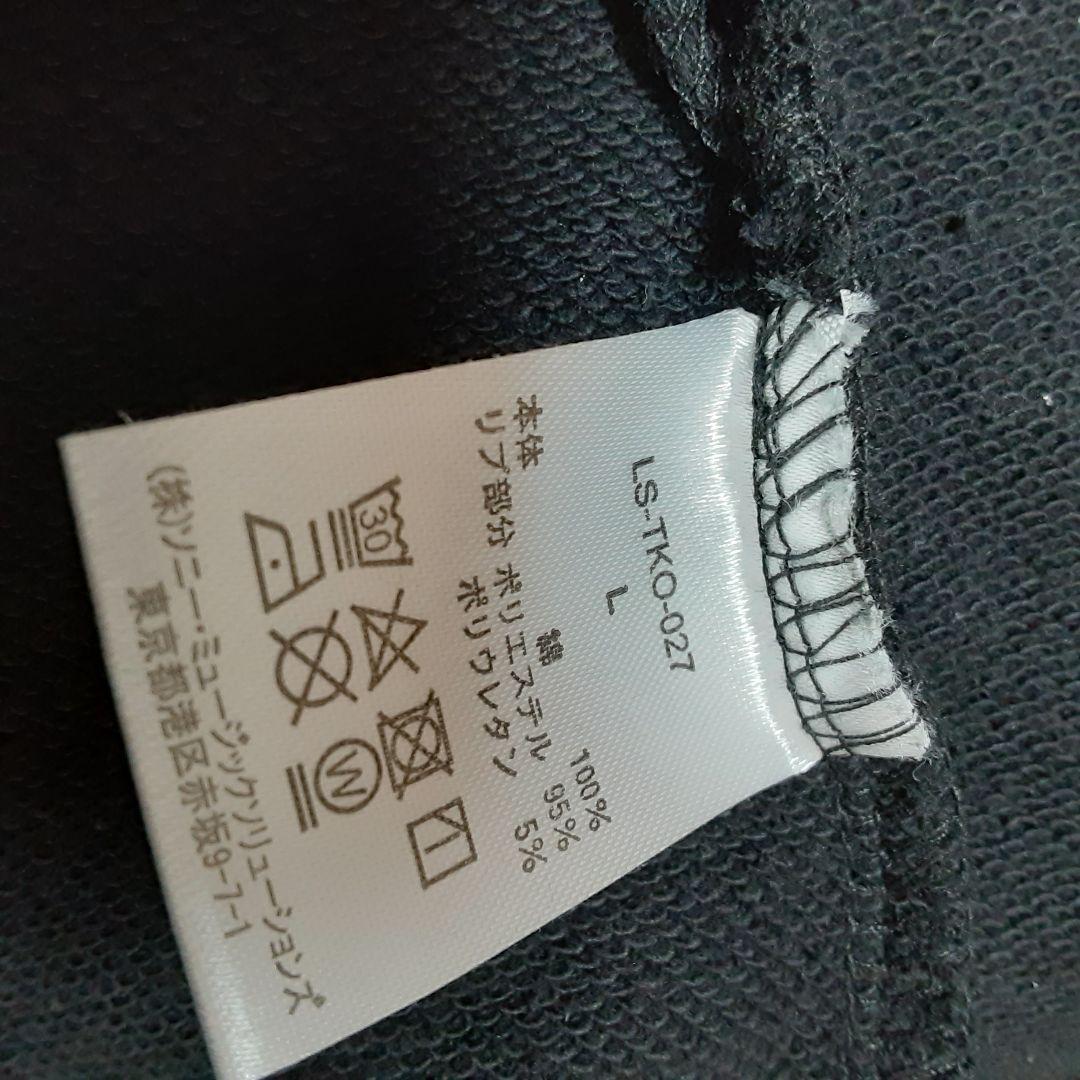 LS-TKO-027
L
本体 綿 100%
リブ部分 ポリエステル 95%
ポリウレタン 5%
30
W
(株)ソニー・ミュージックソリューションズ
東京都港区赤坂9-7-1